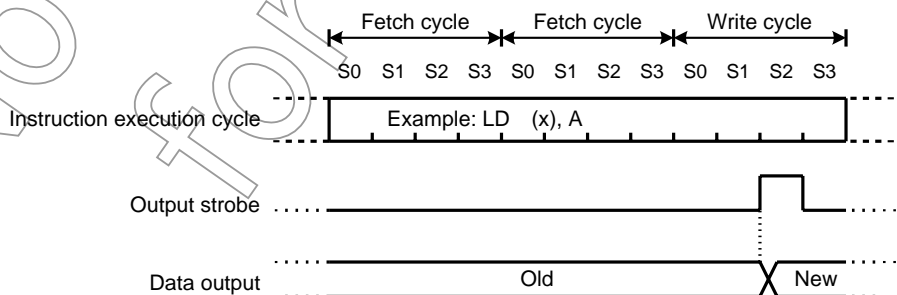 Fetch cycle Fetch cycle Write cycle
S0 S1 S2 S3 S0 S1 S2 S3 S0 S1 S2 S3
Instruction execution cycle Example: LD (x), A
Output strobe
Data output Old New
for